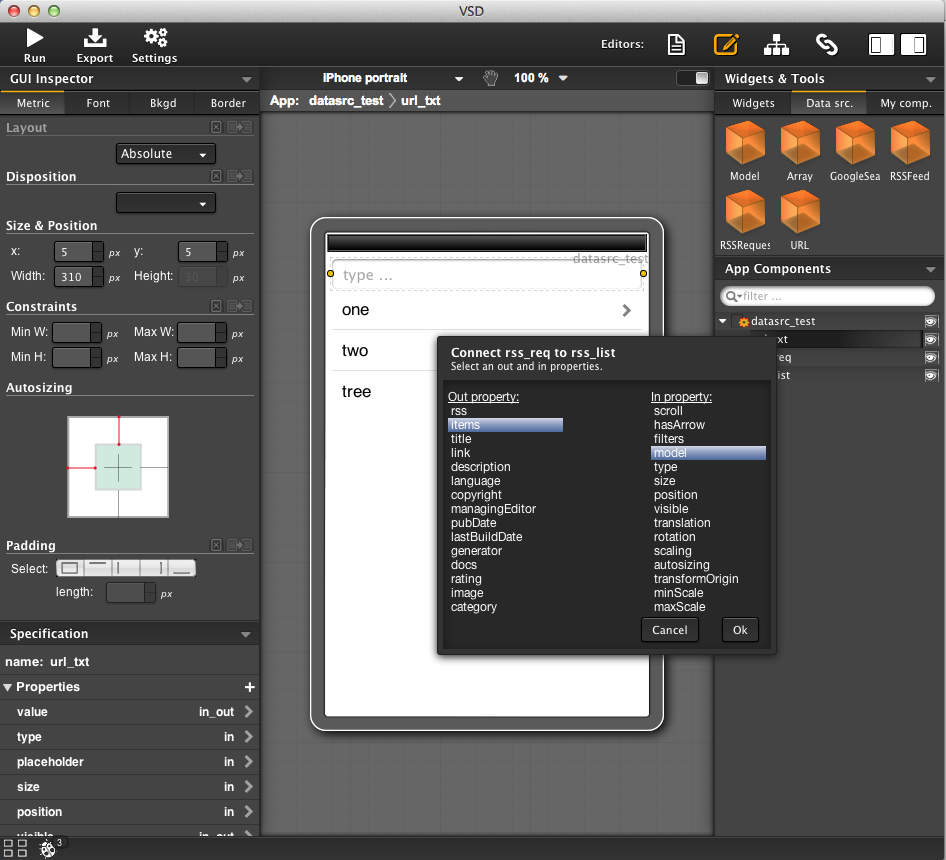 VSD
Run
Export
Settings
Editors:
GUI Inspector
iPhone portrait
100 %
Widgets & Tools
Metric
Font
Bkgd
Border
App: datasrc_test url_txt
Widgets
Data src.
My comp.
Layout
Absolute
Disposition
Size & Position
x: 5 px y: 5 px
Width: 310 px Height: 30 px
Constraints
Min W: px Max W: px
Min H: px Max H: px
Autosizing
Padding
Select:
length: px
Specification
name: url_txt
Properties +
value in_out
type in
placeholder in
size in
position in
visible in_out
3
datasrc_test
type ...
one
two
tree
Connect rss_req to rss_list
Select an out and in properties.
Out property:
rss
items
title
link
description
language
copyright
managingEditor
pubDate
lastBuildDate
generator
docs
rating
image
category
In property:
scroll
hasArrow
filters
model
type
size
position
visible
translation
rotation
scaling
autosizing
transformOrigin
minScale
maxScale
Cancel
Ok
Model
Array
GoogleSea
RSSFeed
RSSReques
URL
App Components
filter ...
datasrc_test
xt
req
ist